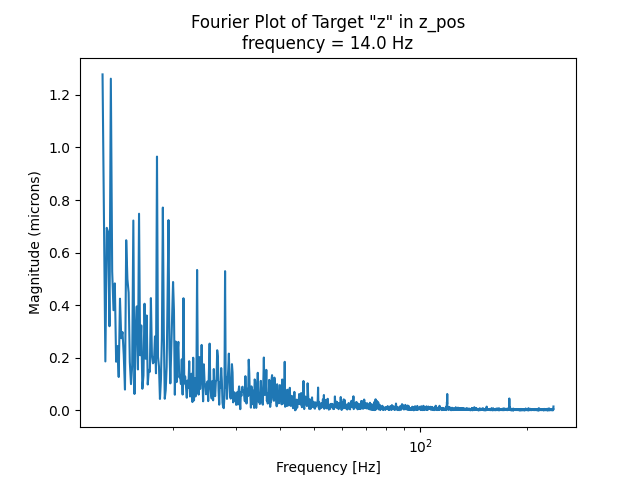 Fourier Plot of Target "z" in z_pos
frequency = 14.0 Hz
Magnitude (microns)
1.2
1.0
0.8
0.6
0.4
0.2
0.0
10²
Frequency [Hz]